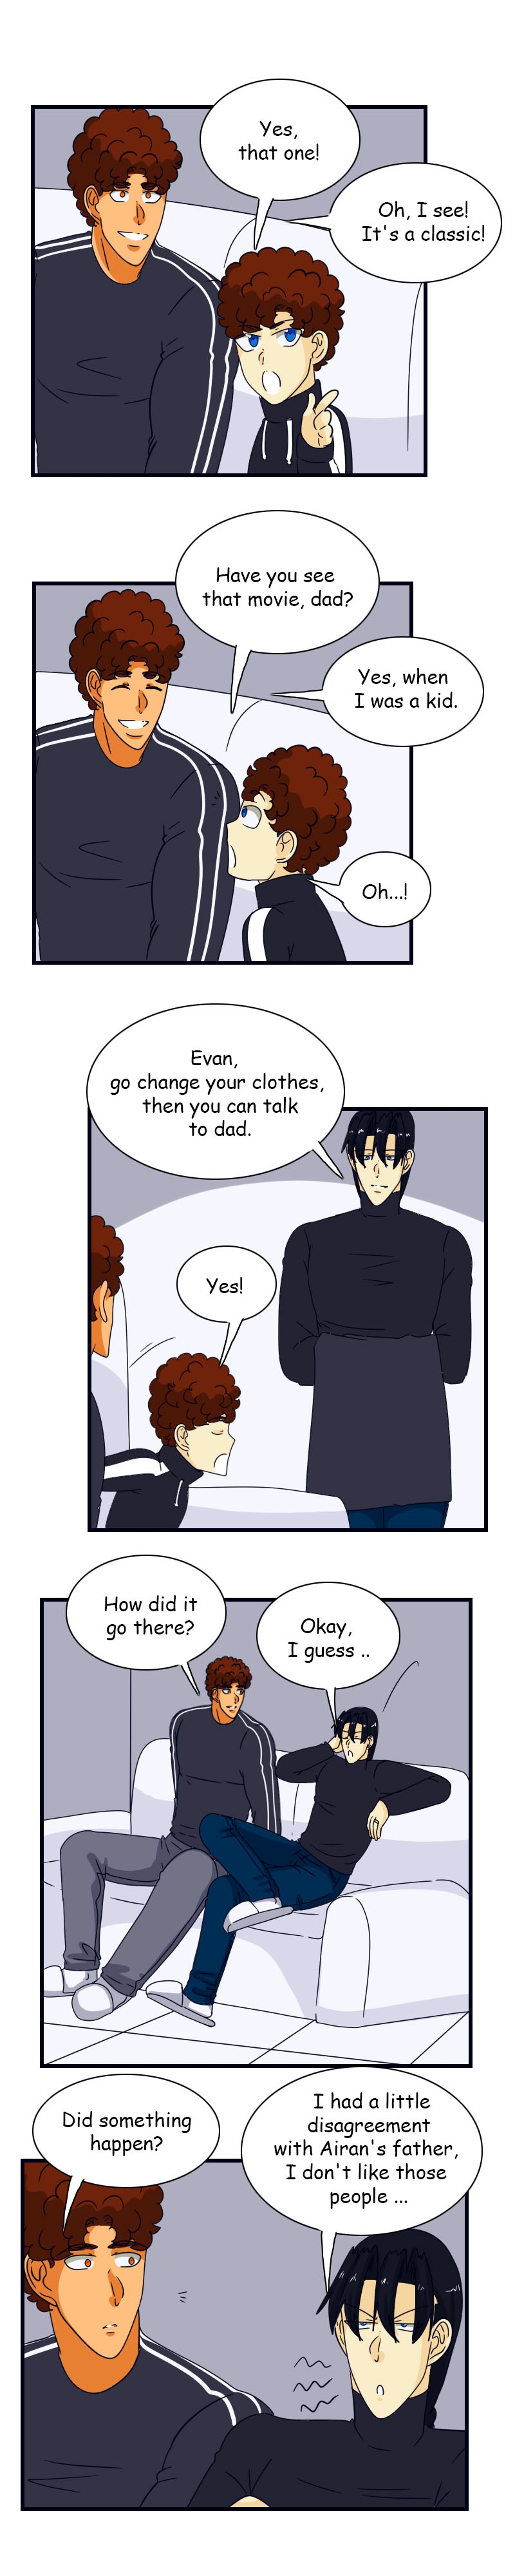 Yes,
that one!
Oh, I see!
It's a classic!
Have you see
that movie, dad?
Yes, when
I was a kid.
Oh...!
Evan,
go change your clothes,
then you can talk
to dad.
Yes!
How did it
go there?
Okay,
I guess ..
Did something
happen?
I had a little
disagreement
with Airan's father,
I don't like those
people ...